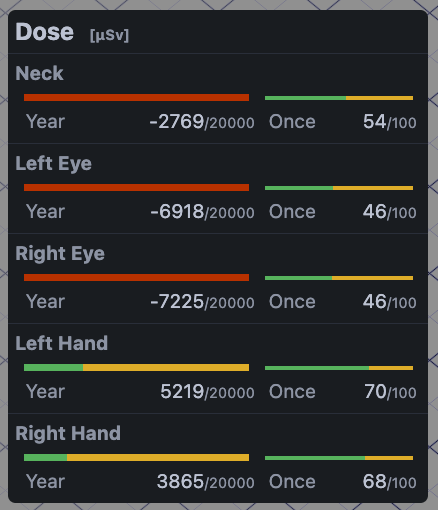 Dose [μSv]
Neck
Year -2769/20000 Once 54/100
Left Eye
Year -6918/20000 Once 46/100
Right Eye
Year -7225/20000 Once 46/100
Left Hand
Year 5219/20000 Once 70/100
Right Hand
Year 3865/20000 Once 68/100